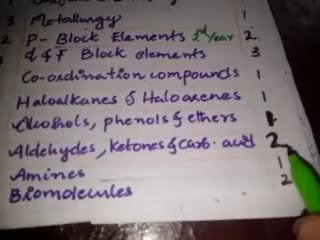 3 Metallurgy 1
2 P- Block Elements 2nd Year 2
d & f Block elements 3
Co-ordination compounds 1
Haloalkanes & Haloarenes 1
Alcohols, phenols & ethers 1
Aldehydes, Ketones & Carb. acid 2
Amines 1
Biomolecules 2